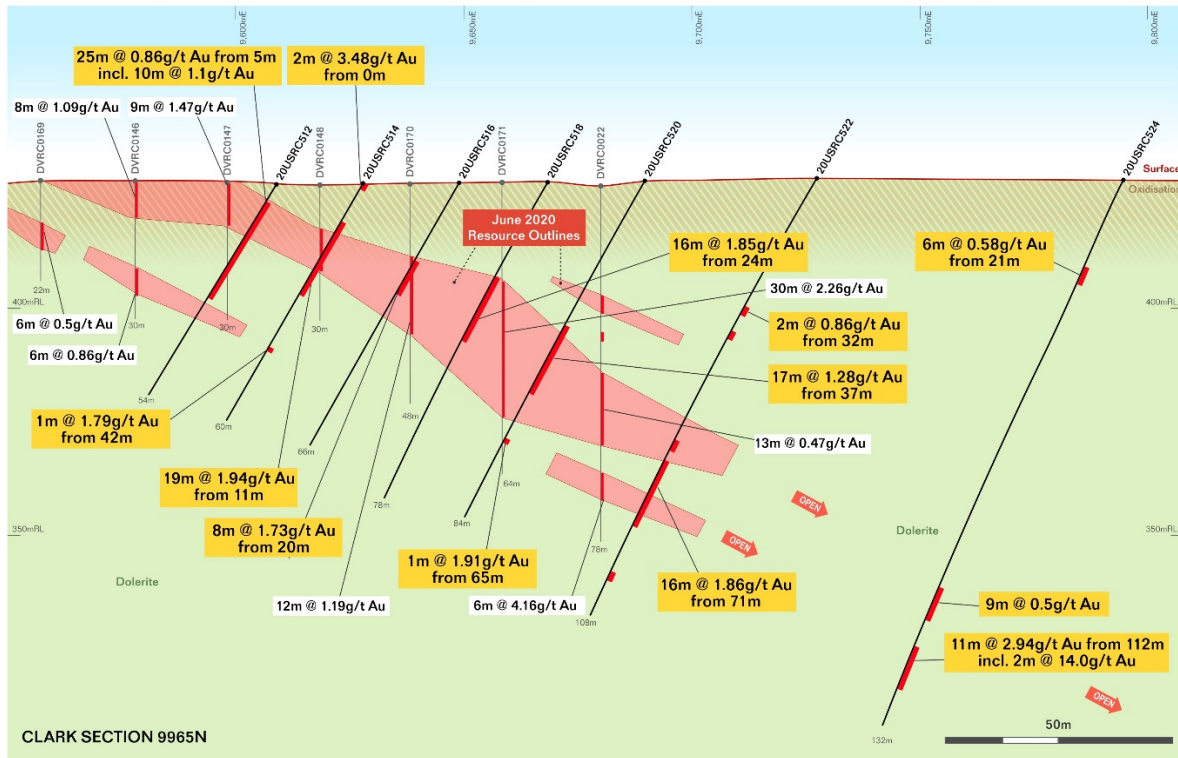 9,600mE
9,650mE
9,700mE
9,750mE
9,800mE
25m @ 0.86g/t Au from 5m
incl. 10m @ 1.1g/t Au
2m @ 3.48g/t Au
from 0m
8m @ 1.09g/t Au
9m @ 1.47g/t Au
DVRC0169
DVRC0146
DVRC0147
20USRC512
DVRC0148
20USRC514
DVRC0170
20USRC516
DVRC0171
20USRC518
DVRC0022
20USRC520
20USRC522
20USRC524
Surface
Oxidisation
June 2020
Resource Outlines
16m @ 1.85g/t Au
from 24m
6m @ 0.58g/t Au
from 21m
30m @ 2.26g/t Au
400mRL
22m
30m
30m
30m
400mRL
6m @ 0.5g/t Au
2m @ 0.86g/t Au
from 32m
6m @ 0.86g/t Au
17m @ 1.28g/t Au
from 37m
54m
60m
66m
48m
1m @ 1.79g/t Au
from 42m
13m @ 0.47g/t Au
19m @ 1.94g/t Au
from 11m
78m
64m
84m
8m @ 1.73g/t Au
from 20m
OPEN
350mRL
Dolerite
350mRL
78m
OPEN
1m @ 1.91g/t Au
from 65m
Dolerite
12m @ 1.19g/t Au
6m @ 4.16g/t Au
108m
16m @ 1.86g/t Au
from 71m
9m @ 0.5g/t Au
11m @ 2.94g/t Au from 112m
incl. 2m @ 14.0g/t Au
OPEN
CLARK SECTION 9965N
132m
50m